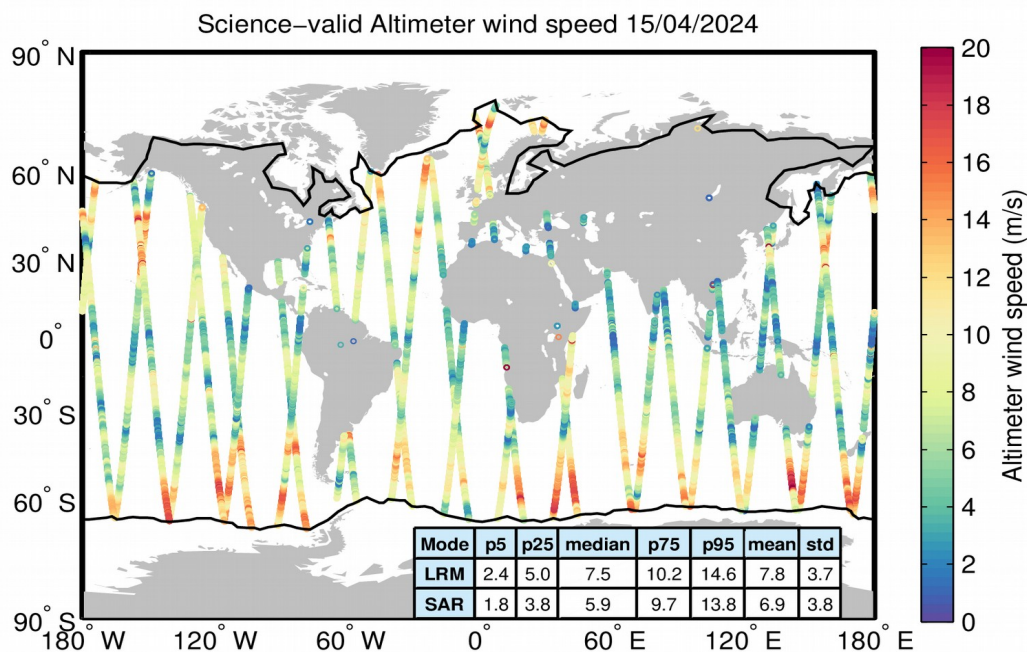 Science−valid Altimeter wind speed 15/04/2024
90° N
60° N
30° N
0°
30° S
60° S
90° S
180° W
120° W
60° W
0°
60° E
120° E
180° E
Mode p5 p25 median p75 p95 mean std
LRM 2.4 5.0 7.5 10.2 14.6 7.8 3.7
SAR 1.8 3.8 5.9 9.7 13.8 6.9 3.8
20
18
16
14
12
10
8
6
4
2
0
Altimeter wind speed (m/s)